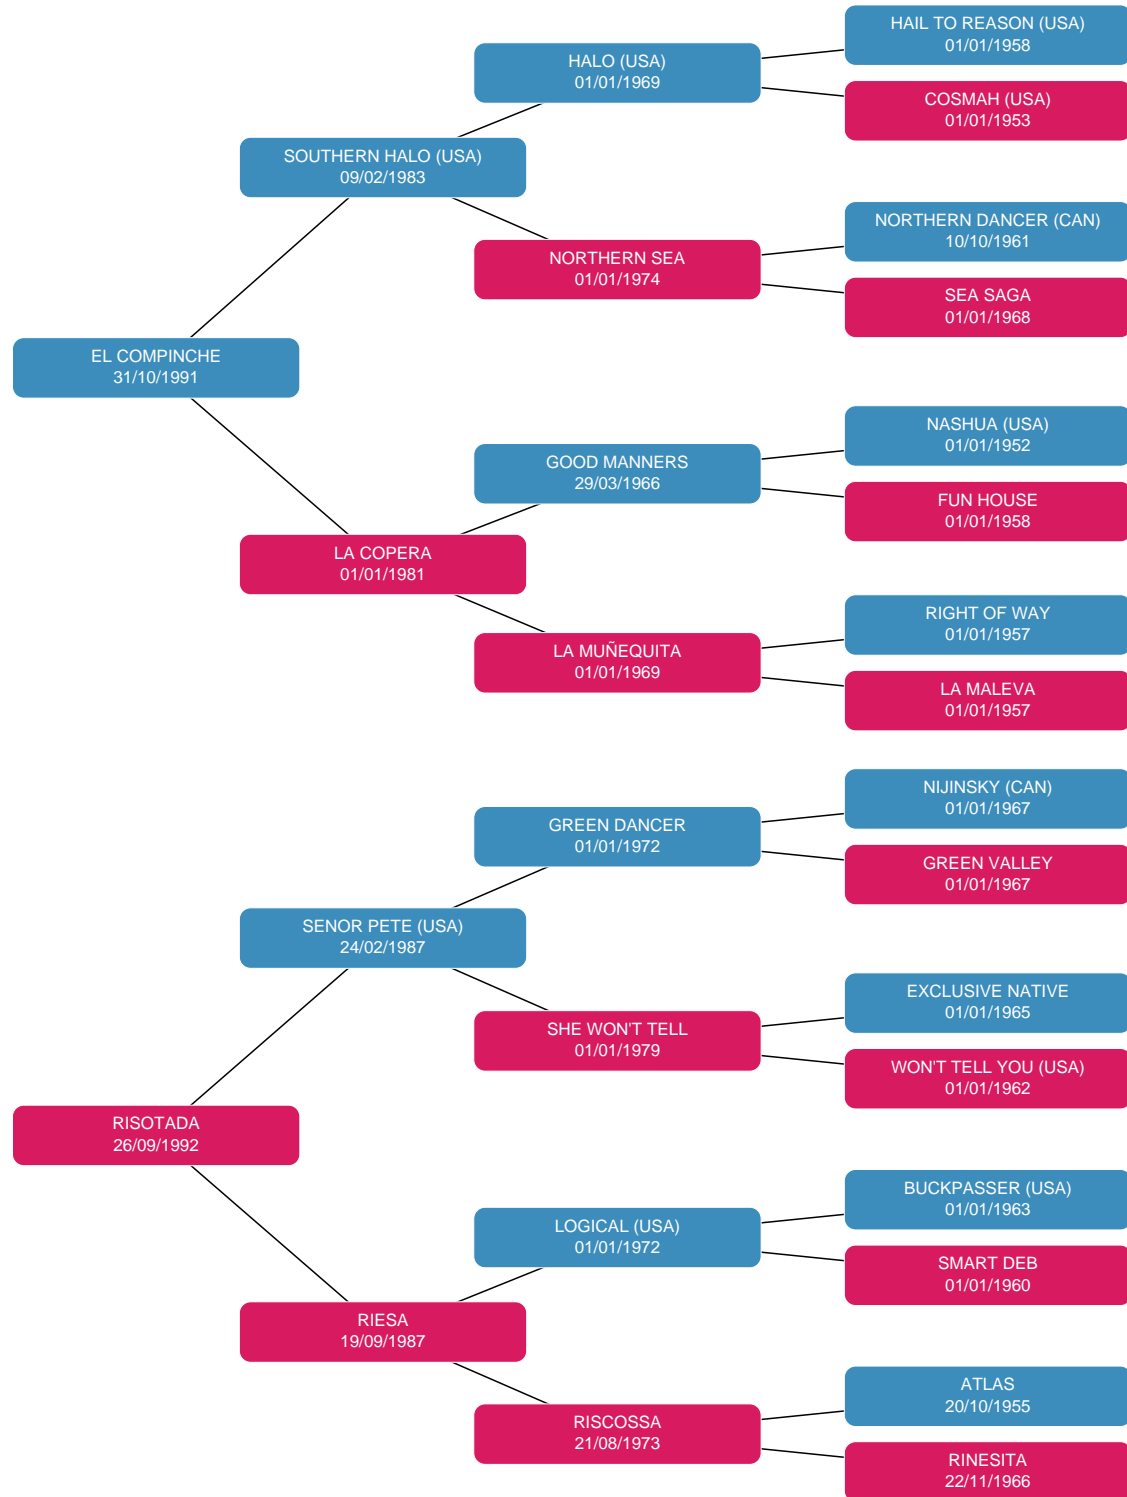 HAIL TO REASON (USA)
01/01/1958
HALO (USA)
01/01/1969
COSMAH (USA)
01/01/1953
SOUTHERN HALO (USA)
09/02/1983
NORTHERN DANCER (CAN)
10/10/1961
NORTHERN SEA
01/01/1974
SEA SAGA
01/01/1968
EL COMPINCHE
31/10/1991
NASHUA (USA)
01/01/1952
GOOD MANNERS
29/03/1966
FUN HOUSE
01/01/1958
LA COPERA
01/01/1981
RIGHT OF WAY
01/01/1957
LA MUÑEQUITA
01/01/1969
LA MALEVA
01/01/1957
NIJINSKY (CAN)
01/01/1967
GREEN DANCER
01/01/1972
GREEN VALLEY
01/01/1967
SENOR PETE (USA)
24/02/1987
EXCLUSIVE NATIVE
01/01/1965
SHE WON'T TELL
01/01/1979
WON'T TELL YOU (USA)
01/01/1962
RISOTADA
26/09/1992
BUCKPASSER (USA)
01/01/1963
LOGICAL (USA)
01/01/1972
SMART DEB
01/01/1960
RIESA
19/09/1987
ATLAS
20/10/1955
RISCOSSA
21/08/1973
RINESITA
22/11/1966